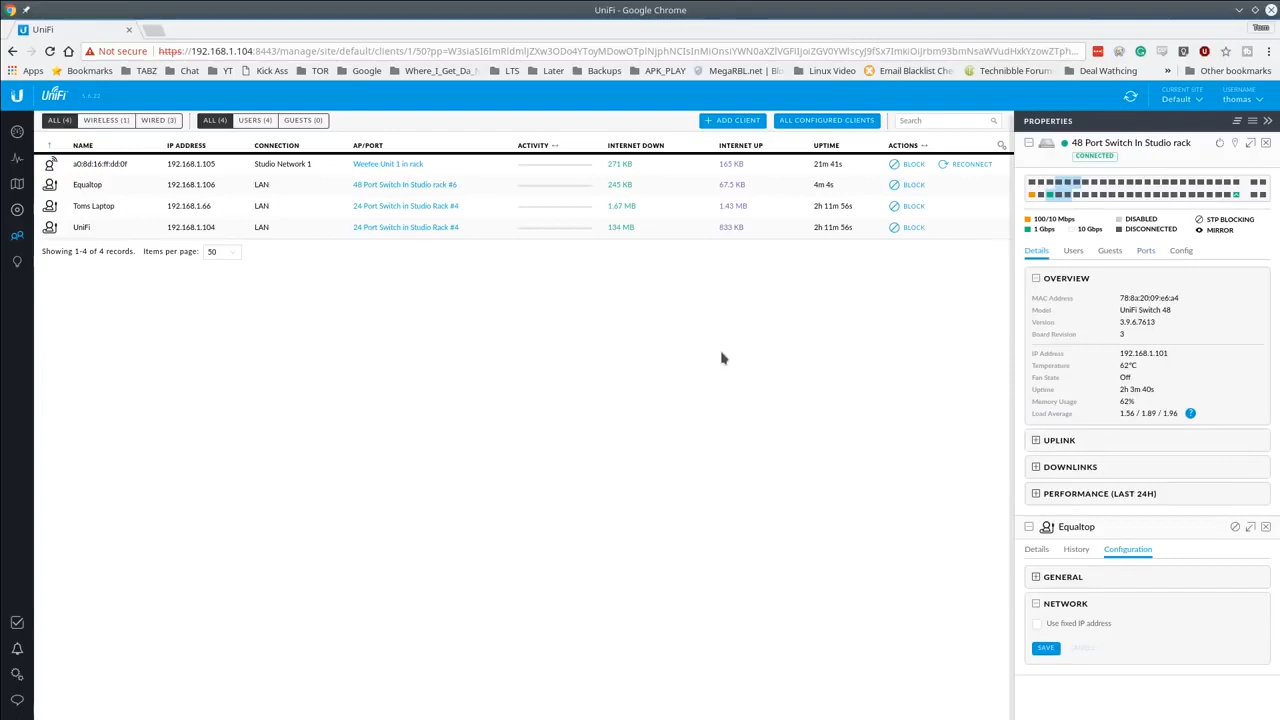 UniFi - Google Chrome
UniFi
Tom
Not secure https://192.168.1.104:8443/manage/site/default/clients/1/50?
Apps Bookmarks TABZ Chat YT Kick Ass TOR Google Where_I_Get_Da_ LTS Later Backups APK_PLAY MegaRBL.net | Blo Linux Video Email Blacklist Che Technibble Forum Deal Wathcing » Other bookmarks
U UniFi 5.6.22 CURRENT SITE Default USERNAME thomas
ALL (4) WIRELESS (1) WIRED (3) ALL (4) USERS (4) GUESTS (0) + ADD CLIENT ALL CONFIGURED CLIENTS Search
NAME IP ADDRESS CONNECTION AP/PORT ACTIVITY INTERNET DOWN INTERNET UP UPTIME ACTIONS
a0:8d:16:ff:dd:0f 192.168.1.105 Studio Network 1 Weefee Unit 1 in rack 271 KB 165 KB 21m 41s BLOCK RECONNECT
Equaltop 192.168.1.106 LAN 48 Port Switch In Studio rack #6 245 KB 67.5 KB 4m 4s BLOCK
Toms Laptop 192.168.1.66 LAN 24 Port Switch in Studio Rack #4 1.67 MB 1.43 MB 2h 11m 56s BLOCK
UniFi 192.168.1.104 LAN 24 Port Switch in Studio Rack #4 134 MB 833 KB 2h 11m 56s BLOCK
Showing 1-4 of 4 records. Items per page: 50
PROPERTIES
48 Port Switch In Studio rack
CONNECTED
100/10 Mbps DISABLED STP BLOCKING
1 Gbps 10 Gbps DISCONNECTED MIRROR
Details Users Guests Ports Config
OVERVIEW
MAC Address 78:8a:20:09:e6:a4
Model UniFi Switch 48
Version 3.9.6.7613
Board Revision 3
IP Address 192.168.1.101
Temperature 62°C
Fan State Off
Uptime 2h 3m 40s
Memory Usage 62%
Load Average 1.56 / 1.89 / 1.96 ?
UPLINK
DOWNLINKS
PERFORMANCE (LAST 24H)
Equaltop
Details History Configuration
GENERAL
NETWORK
Use fixed IP address
SAVE CANCEL